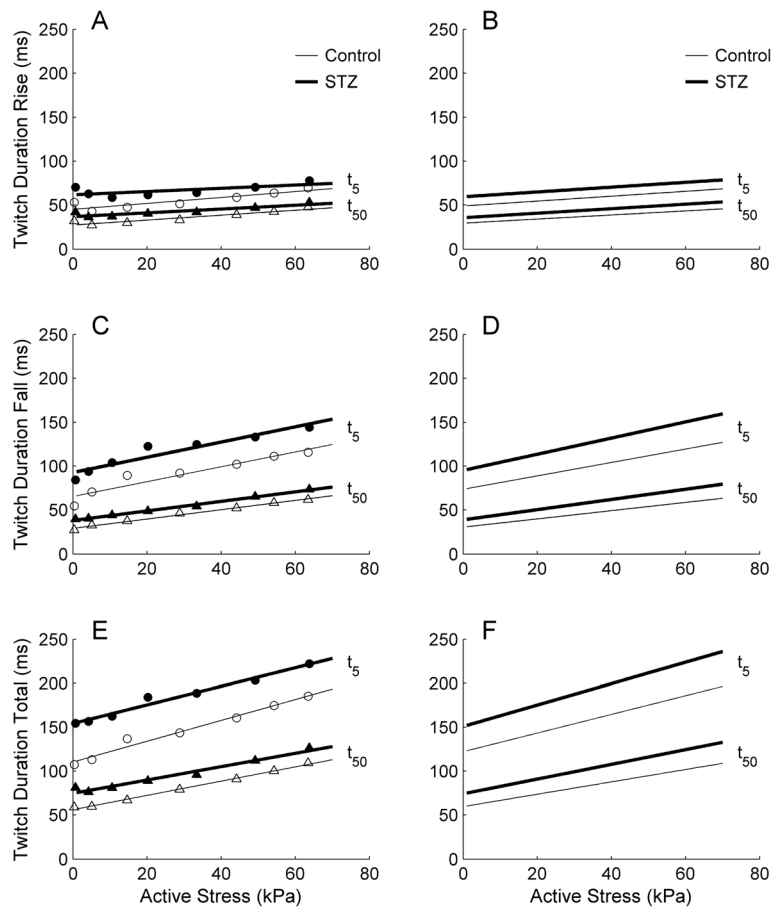 A
B
Twitch Duration Rise (ms)
250
200
150
100
50
0
0 20 40 60 80
Control
STZ
t5
t50
250
200
150
100
50
0
0 20 40 60 80
Control
STZ
t5
t50
C
D
Twitch Duration Fall (ms)
250
200
150
100
50
0
0 20 40 60 80
t5
t50
250
200
150
100
50
0
0 20 40 60 80
t5
t50
E
F
Twitch Duration Total (ms)
250
200
150
100
50
0
0 20 40 60 80
Active Stress (kPa)
t5
t50
250
200
150
100
50
0
0 20 40 60 80
Active Stress (kPa)
t5
t50